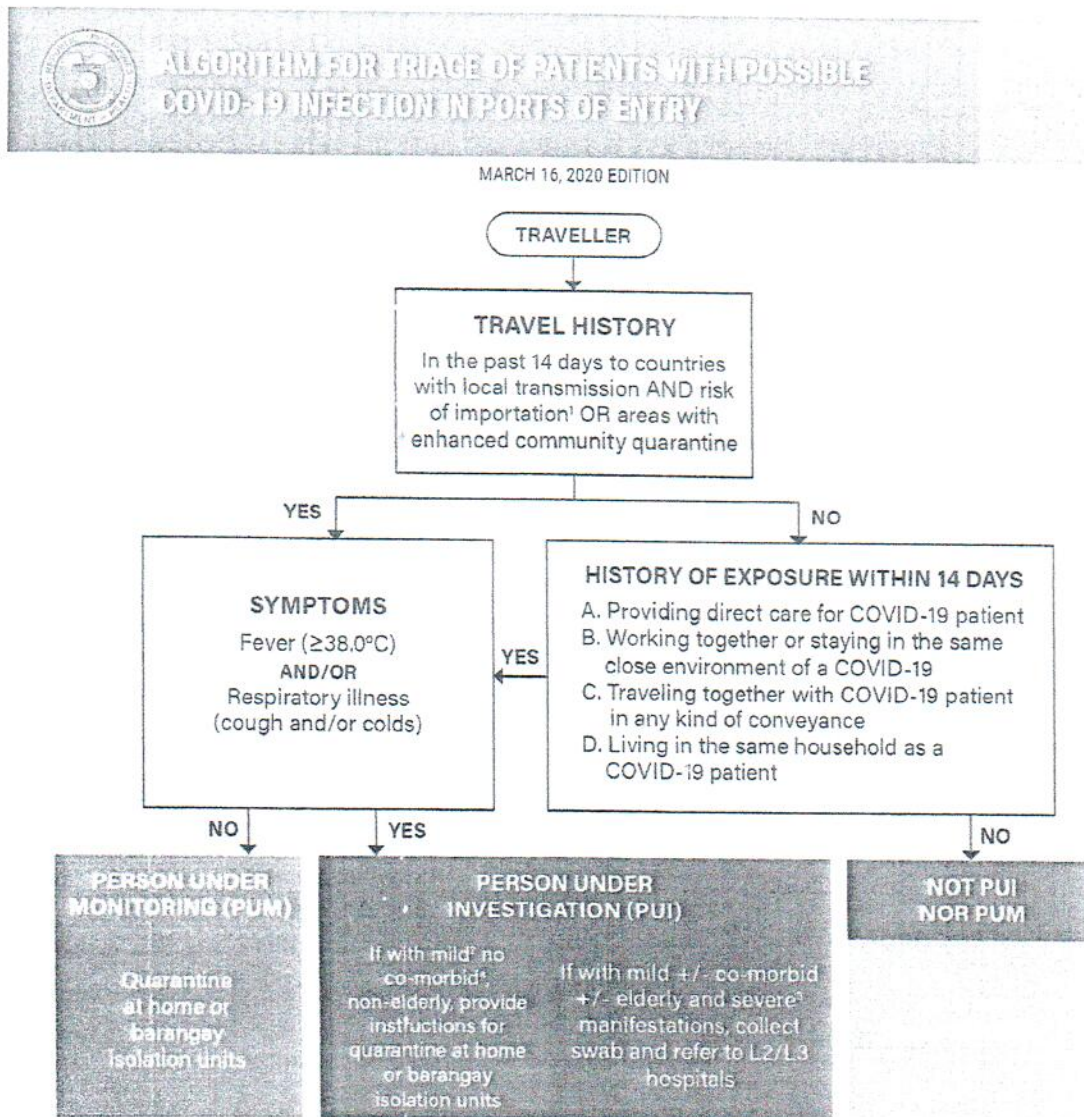 ALGORITHM FOR TRIAGE OF PATIENTS WITH POSSIBLE
COVID-19 INFECTION IN PORTS OF ENTRY
MARCH 16, 2020 EDITION
TRAVELLER
TRAVEL HISTORY
In the past 14 days to countries
with local transmission AND risk
of importation¹ OR areas with
enhanced community quarantine
YES
NO
SYMPTOMS
Fever (≥38.0°C)
AND/OR
Respiratory illness
(cough and/or colds)
YES
HISTORY OF EXPOSURE WITHIN 14 DAYS
A. Providing direct care for COVID-19 patient
B. Working together or staying in the same
close environment of a COVID-19
C. Traveling together with COVID-19 patient
in any kind of conveyance
D. Living in the same household as a
COVID-19 patient
NO
YES
NO
PERSON UNDER
MONITORING (PUM)
Quarantine
at home or
barangay
isolation units
PERSON UNDER
INVESTIGATION (PUI)
If with mild² no
co-morbid⁴,
non-elderly, provide
instructions for
quarantine at home
or barangay
isolation units
If with mild +/- co-morbid
+/- elderly and severe³
manifestations, collect
swab and refer to L2/L3
hospitals
NOT PUI
NOR PUM